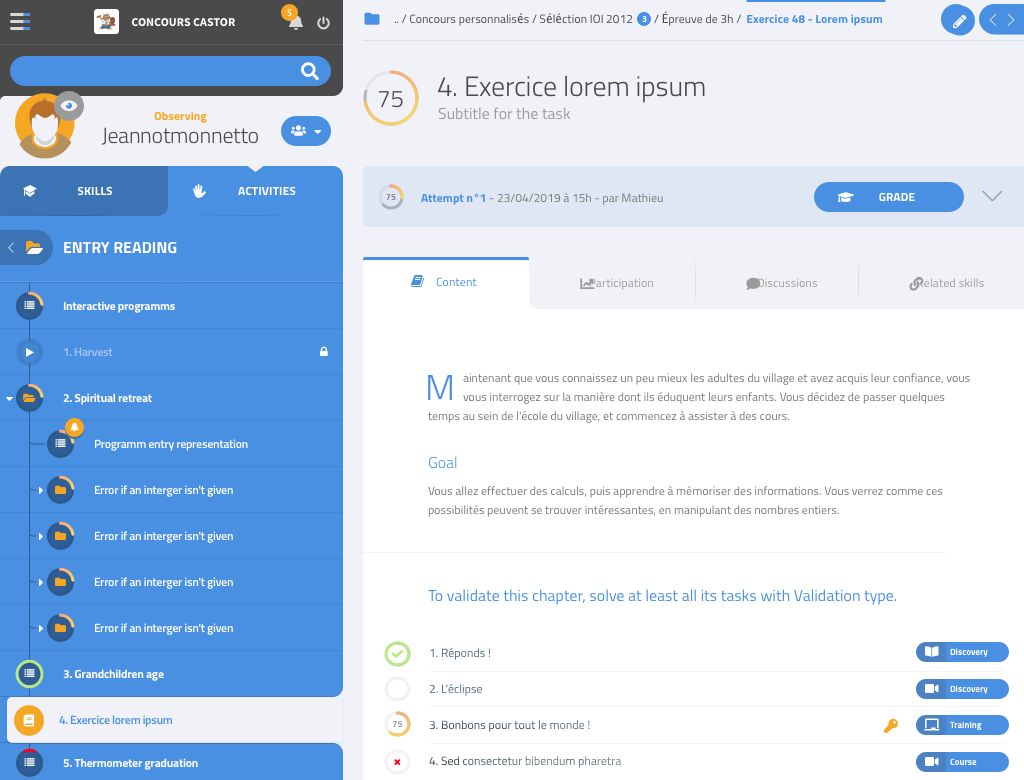 CONCOURS CASTOR
5
Observing
Jeannotmonnetto
SKILLS
ACTIVITIES
ENTRY READING
Interactive programms
1. Harvest
2. Spiritual retreat
Programm entry representation
Error if an interger isn't given
Error if an interger isn't given
Error if an interger isn't given
Error if an interger isn't given
3. Grandchildren age
4. Exercice lorem ipsum
5. Thermometer graduation
.. / Concours personnalisés / Séléction IOI 2012 3 / Épreuve de 3h / Exercice 48 - Lorem ipsum
75
4. Exercice lorem ipsum
Subtitle for the task
75 Attempt n°1 - 23/04/2019 à 15h - par Mathieu
GRADE
Content
articipation
Discussions
elated skills
Maintenant que vous connaissez un peu mieux les adultes du village et avez acquis leur confiance, vous
vous interrogez sur la manière dont ils éduquent leurs enfants. Vous décidez de passer quelques
temps au sein de l'école du village, et commencez à assister à des cours.
Goal
Vous allez effectuer des calculs, puis apprendre à mémoriser des informations. Vous verrez comme ces
possibilités peuvent se trouver intéressantes, en manipulant des nombres entiers.
To validate this chapter, solve at least all its tasks with Validation type.
1. Réponds !
Discovery
2. L'éclipse
Discovery
75 3. Bonbons pour tout le monde !
Training
4. Sed consectetur bibendum pharetra
Course